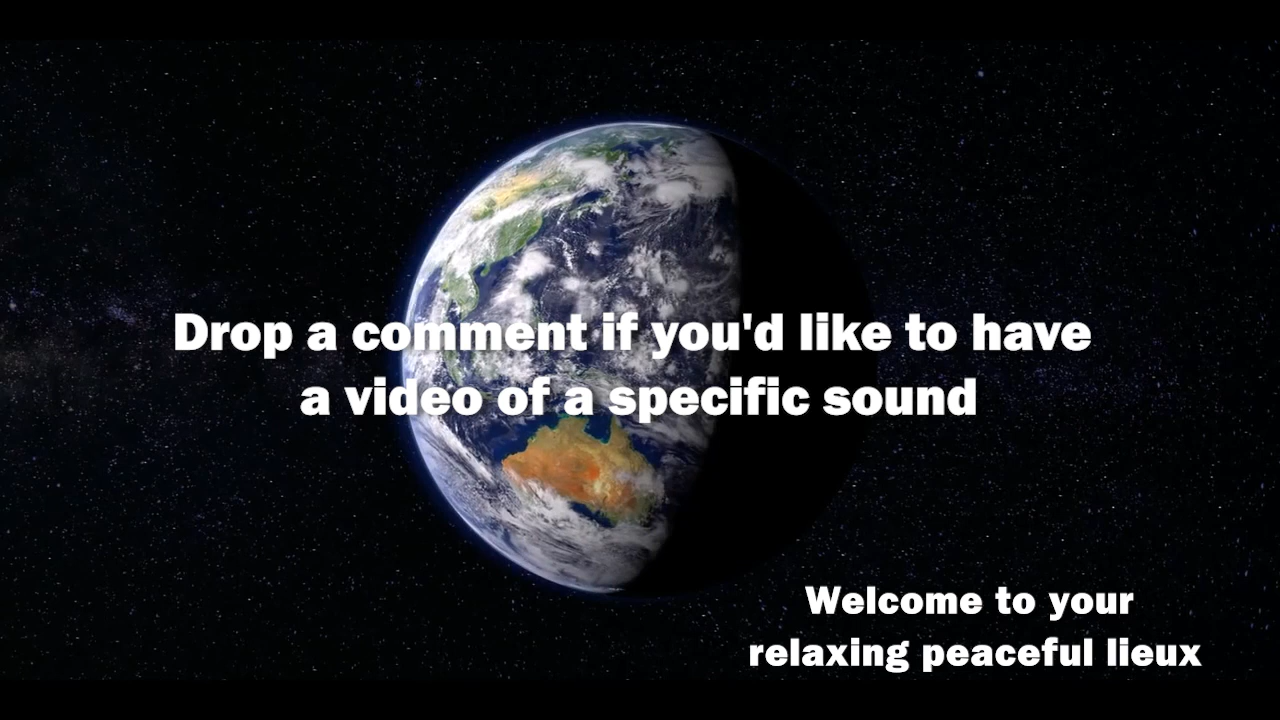 Drop a comment if you'd like to have
a video of a specific sound
Welcome to your
relaxing peaceful lieux